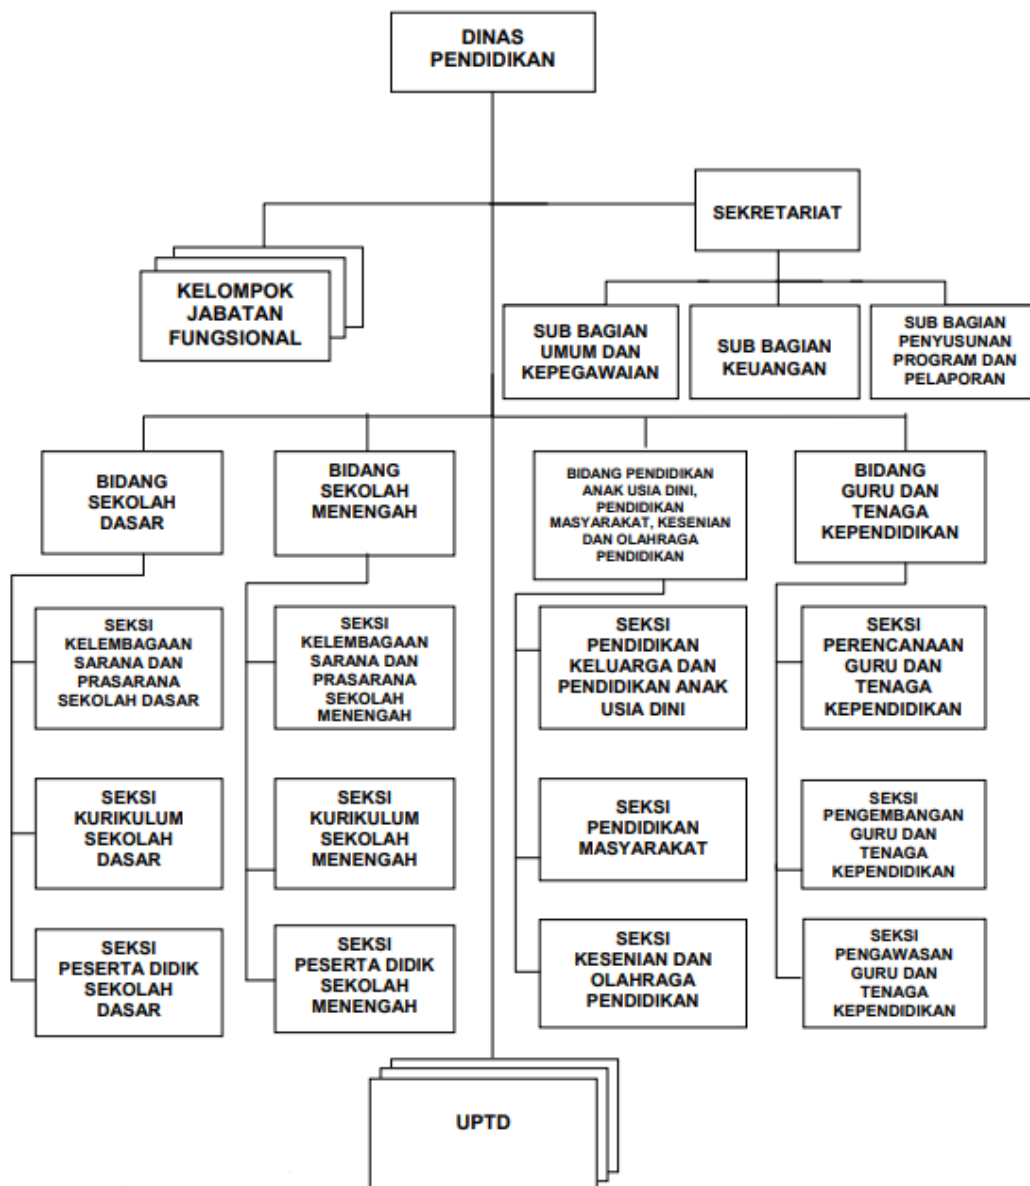 DINAS
PENDIDIKAN
SEKRETARIAT
KELOMPOK
JABATAN
FUNGSIONAL
SUB BAGIAN
UMUM DAN
KEPEGAWAIAN
SUB BAGIAN
KEUANGAN
SUB BAGIAN
PENYUSUNAN
PROGRAM DAN
PELAPORAN
BIDANG
SEKOLAH
DASAR
BIDANG
SEKOLAH
MENENGAH
BIDANG PENDIDIKAN
ANAK USIA DINI,
PENDIDIKAN
MASYARAKAT, KESENIAN
DAN OLAHRAGA
PENDIDIKAN
BIDANG
GURU DAN
TENAGA
KEPENDIDIKAN
SEKSI
KELEMBAGAAN
SARANA DAN
PRASARANA
SEKOLAH DASAR
SEKSI
KELEMBAGAAN
SARANA DAN
PRASARANA
SEKOLAH
MENENGAH
SEKSI
PENDIDIKAN
KELUARGA DAN
PENDIDIKAN ANAK
USIA DINI
SEKSI
PERENCANAAN
GURU DAN
TENAGA
KEPENDIDIKAN
SEKSI
KURIKULUM
SEKOLAH
DASAR
SEKSI
KURIKULUM
SEKOLAH
MENENGAH
SEKSI
PENDIDIKAN
MASYARAKAT
SEKSI
PENGEMBANGAN
GURU DAN
TENAGA
KEPENDIDIKAN
SEKSI
PESERTA DIDIK
SEKOLAH
DASAR
SEKSI
PESERTA DIDIK
SEKOLAH
MENENGAH
SEKSI
KESENIAN DAN
OLAHRAGA
PENDIDIKAN
SEKSI
PENGAWASAN
GURU DAN
TENAGA
KEPENDIDIKAN
UPTD